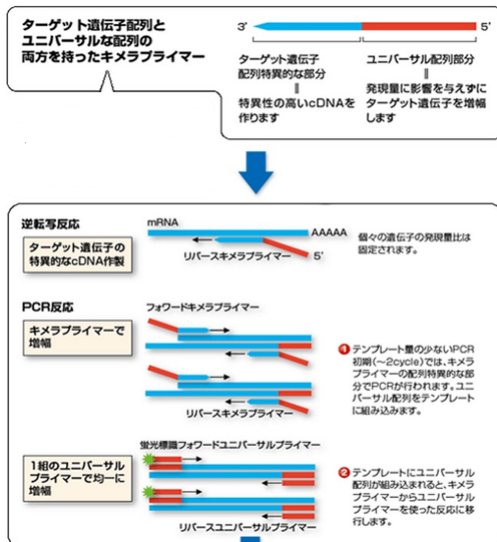 ターゲット遺伝子配列と
ユニバーサルな配列の
両方を持ったキメラプライマー
3’
5’
ターゲット遺伝子
配列特異的な部分
＝
特異性の高いcDNAを
作ります
ユニバーサル配列部分
＝
発現量に影響を与えずに
ターゲット遺伝子を増幅
します
逆転写反応
ターゲット遺伝子の
特異的なcDNA作製
mRNA
AAAAA
リバースキメラプライマー
5’
個々の遺伝子の発現量比は
固定されます。
PCR反応
キメラプライマーで
増幅
フォワードキメラプライマー
リバースキメラプライマー
1 テンプレート量の少ないPCR
初期(～2cycle)では、キメラ
プライマーの配列特異的な部
分でPCRが行われます。ユニ
バーサル配列をテンプレート
に組み込みます。
1組のユニバーサル
プライマーで均一に
増幅
蛍光標識フォワードユニバーサルプライマー
リバースユニバーサルプライマー
2 テンプレートにユニバーサル
配列が組み込まれると、キメラ
プライマーからユニバーサル
プライマーを使った反応に移
行します。